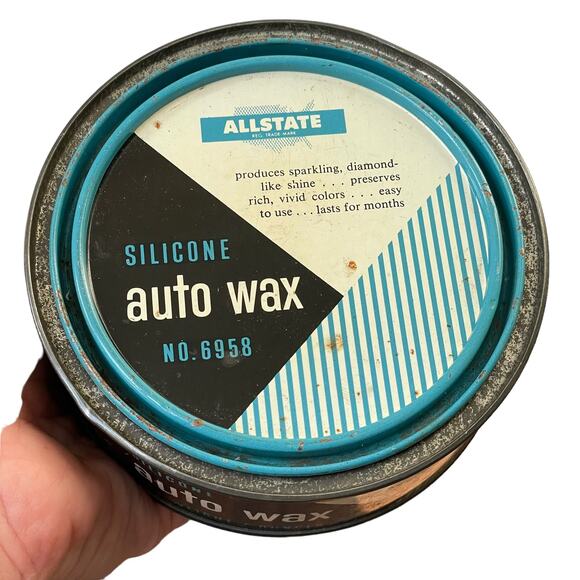 ALLSTATE
REG. TRADE MARK
produces sparkling, diamond-
like shine . . . preserves
rich, vivid colors . . . easy
to use . . . lasts for months
SILICONE
auto wax
NO. 6958
SILICONE
auto wax